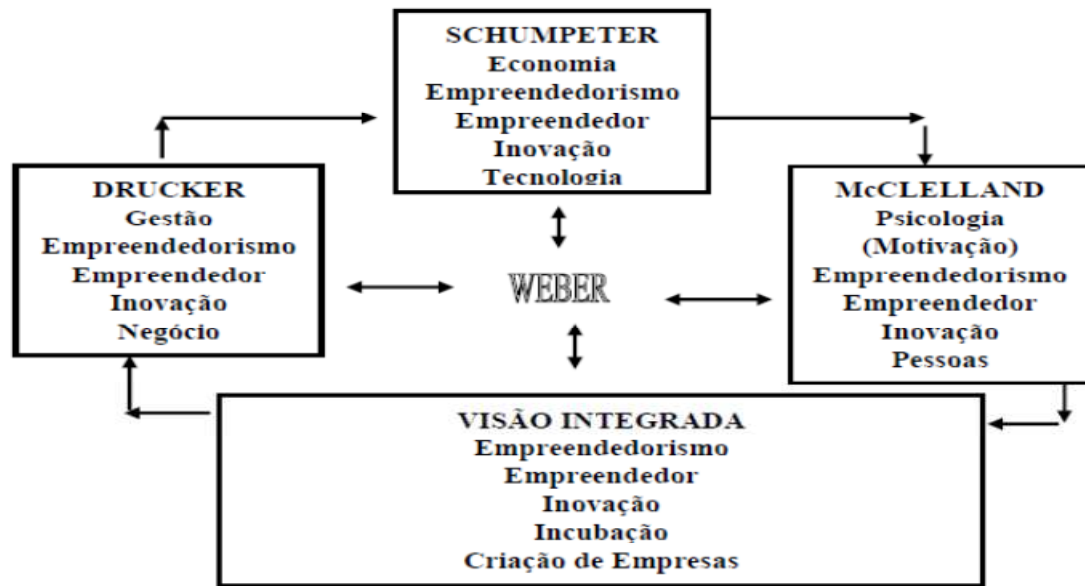 SCHUMPETER
Economia
Empreendedorismo
Empreendedor
Inovação
Tecnologia
DRUCKER
Gestão
Empreendedorismo
Empreendedor
Inovação
Negócio
WEBER
McCLELLAND
Psicologia
(Motivação)
Empreendedorismo
Empreendedor
Inovação
Pessoas
VISÃO INTEGRADA
Empreendedorismo
Empreendedor
Inovação
Incubação
Criação de Empresas